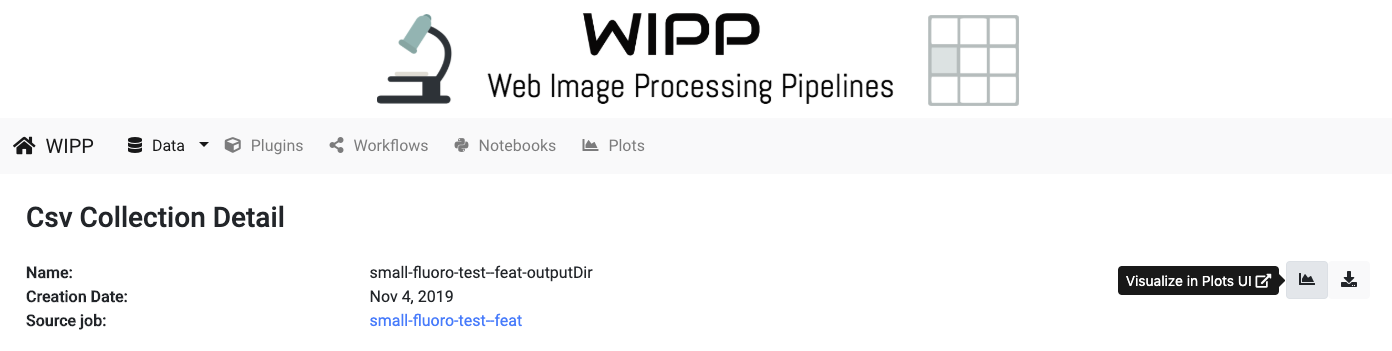 WIPP
Web Image Processing Pipelines
WIPP Data Plugins Workflows Notebooks Plots
Csv Collection Detail
Name: small-fluoro-test--feat-outputDir
Visualize in Plots UI
Creation Date: Nov 4, 2019
Source job: small-fluoro-test--feat